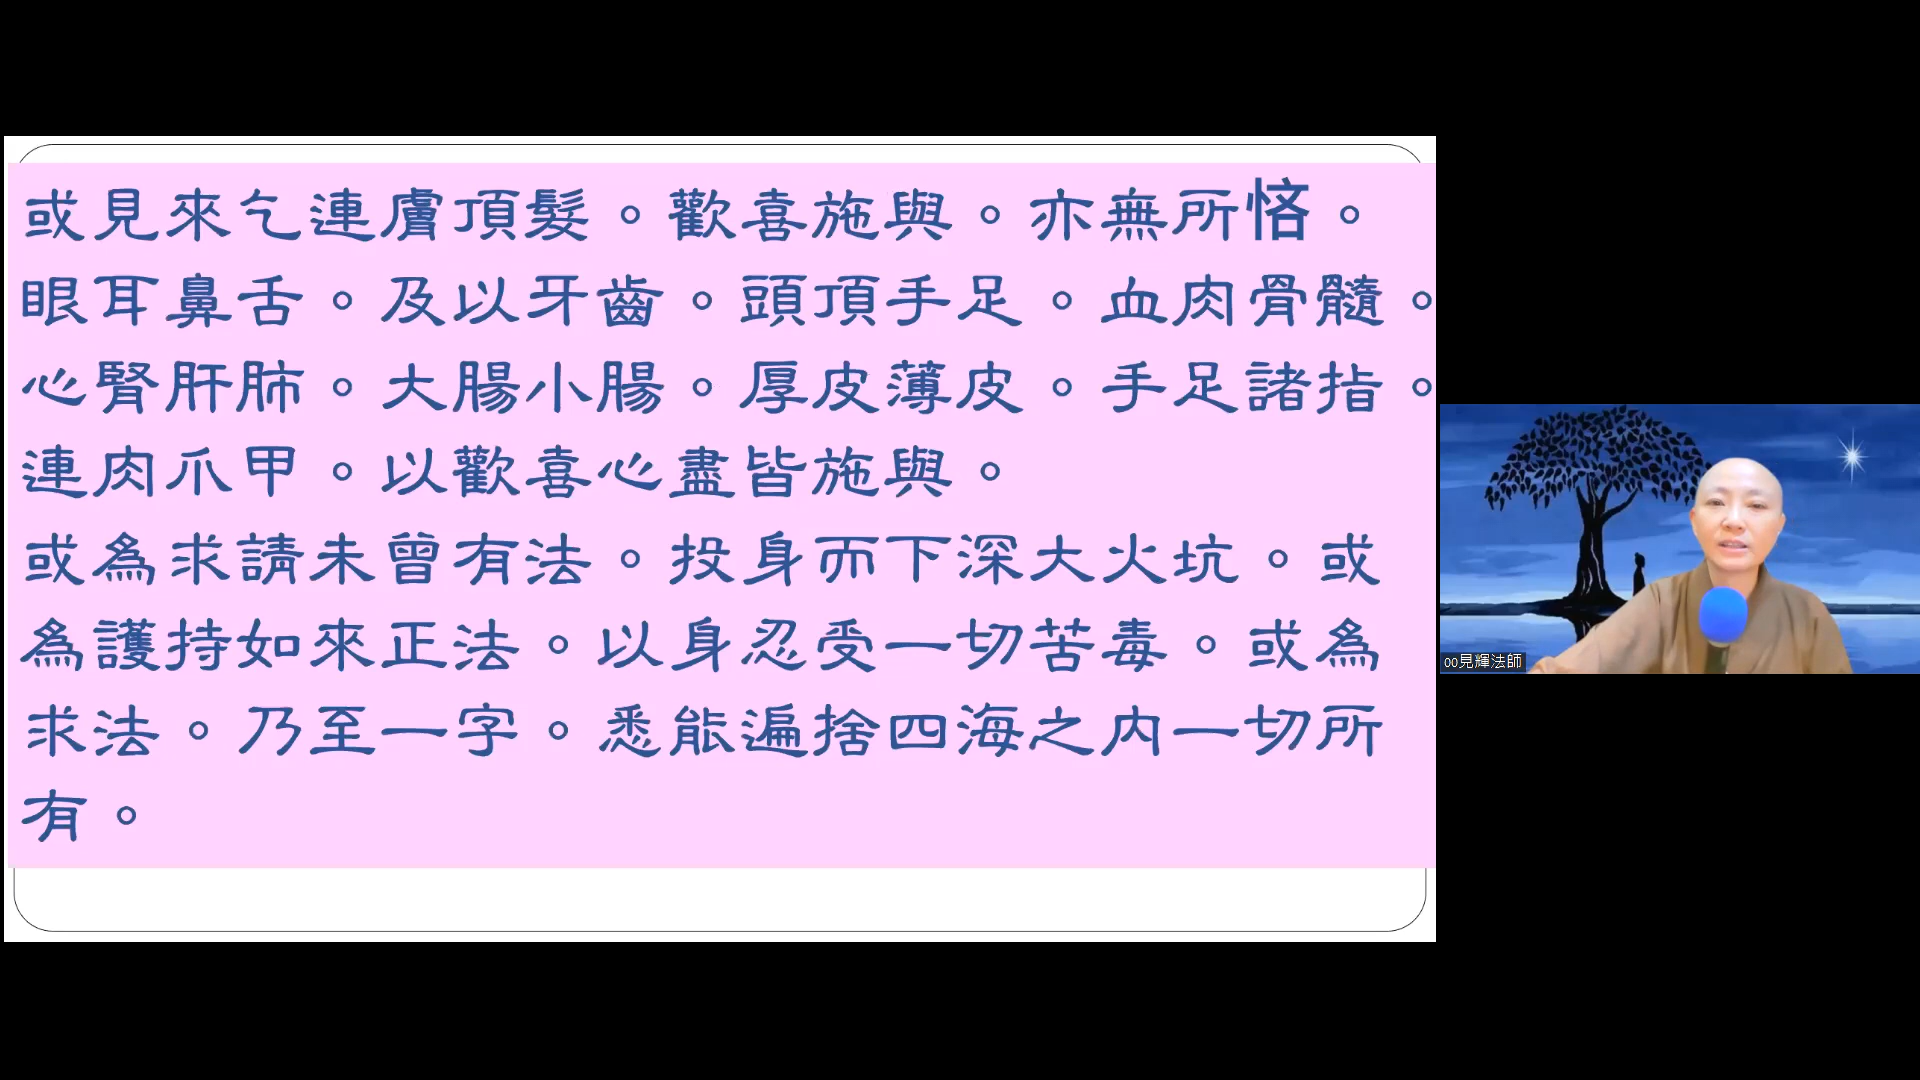 或見來乞連膚頂髮。歡喜施與。亦無所悋。
眼耳鼻舌。及以牙齒。頭頂手足。血肉骨髓。
心腎肝肺。大腸小腸。厚皮薄皮。手足諸指。
連肉爪甲。以歡喜心盡皆施與。
或為求請未曾有法。投身而下深大火坑。或
為護持如來正法。以身忍受一切苦毒。或為
求法。乃至一字。悉能遍捨四海之內一切所
有。
oo見輝法師